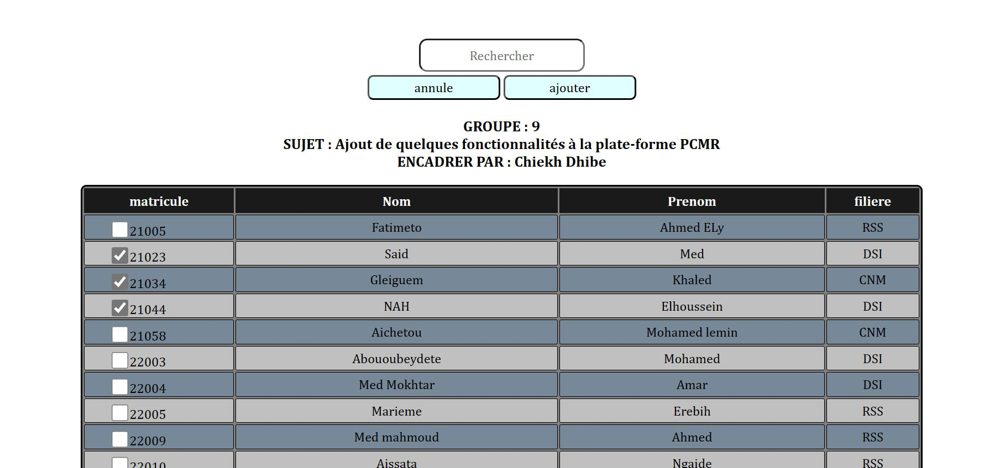 Rechercher
annule ajouter
GROUPE : 9
SUJET : Ajout de quelques fonctionnalités à la plate-forme PCMR
ENCADRER PAR : Chiekh Dhibe
matricule Nom Prenom filiere
21005 Fatimeto Ahmed ELy RSS
21023 Said Med DSI
21034 Gleiguem Khaled CNM
21044 NAH Elhoussein DSI
21058 Aichetou Mohamed lemin CNM
22003 Abououbeydete Mohamed DSI
22004 Med Mokhtar Amar DSI
22005 Marieme Erebih RSS
22009 Med mahmoud Ahmed RSS
22010 Aissata Ngaide RSS